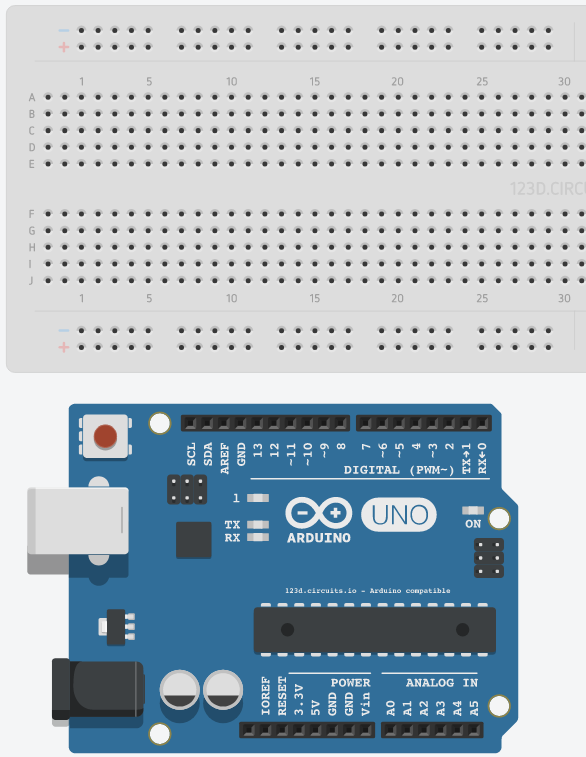 −
+
1 5 10 15 20 25 30
A
B
C
D
E
123D.CIRC
F
G
H
I
J
1 5 10 15 20 25 30
−
+
SCL SDA AREF GND 13 12 ~11 ~10 ~9 8 7 ~6 ~5 4 ~3 2 TX→1 RX←0
DIGITAL (PWM~)
1
TX
RX
ARDUINO
UNO
ON
123d.circuits.io - Arduino compatible
POWER ANALOG IN
IOREF RESET 3.3V 5V GND GND Vin A0 A1 A2 A3 A4 A5